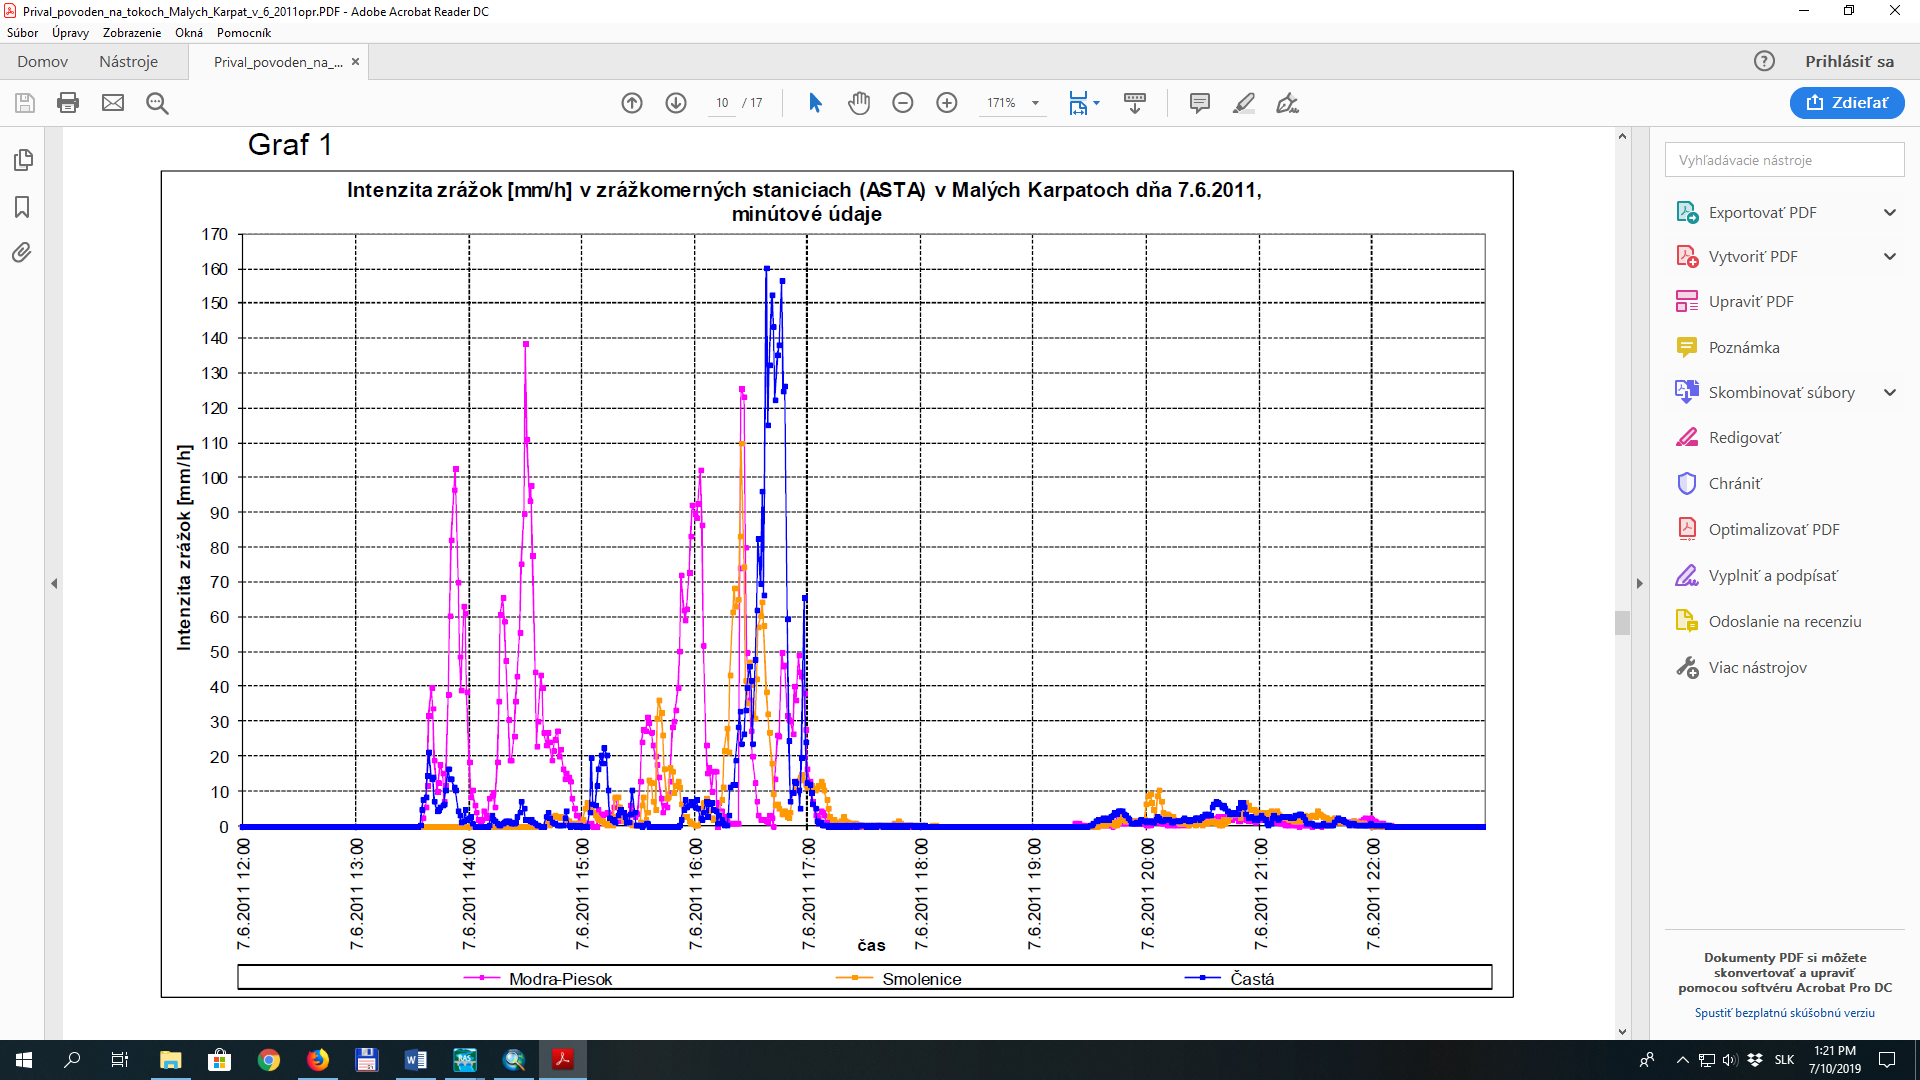 Prival_povoden_na_tokoch_Malych_Karpat_v_6_2011opr.PDF - Adobe Acrobat Reader DC
Súbor Úpravy Zobrazenie Okná Pomocník
Domov Nástroje Prival_povoden_na_... × Prihlásiť sa
10 / 17 171% Zdieľať
Graf 1
Intenzita zrážok [mm/h] v zrážkomerných staniciach (ASTA) v Malých Karpatoch dňa 7.6.2011,
minútové údaje
170
160
150
140
130
120
110
100
90
80
70
60
50
40
30
20
10
0
Intenzita zrážok [mm/h]
7.6.2011 12:00
7.6.2011 13:00
7.6.2011 14:00
7.6.2011 15:00
7.6.2011 16:00
7.6.2011 17:00
7.6.2011 18:00
7.6.2011 19:00
7.6.2011 20:00
7.6.2011 21:00
7.6.2011 22:00
čas
Modra-Piesok Smolenice Častá
Vyhľadávacie nástroje
Exportovať PDF
Vytvoriť PDF
Upraviť PDF
Poznámka
Skombinovať súbory
Redigovať
Chrániť
Optimalizovať PDF
Vyplniť a podpísať
Odoslanie na recenziu
Viac nástrojov
Dokumenty PDF si môžete
skonvertovať a upraviť
pomocou softvéru Acrobat Pro DC
Spustiť bezplatnú skúšobnú verziu
SLK
1:21 PM
7/10/2019